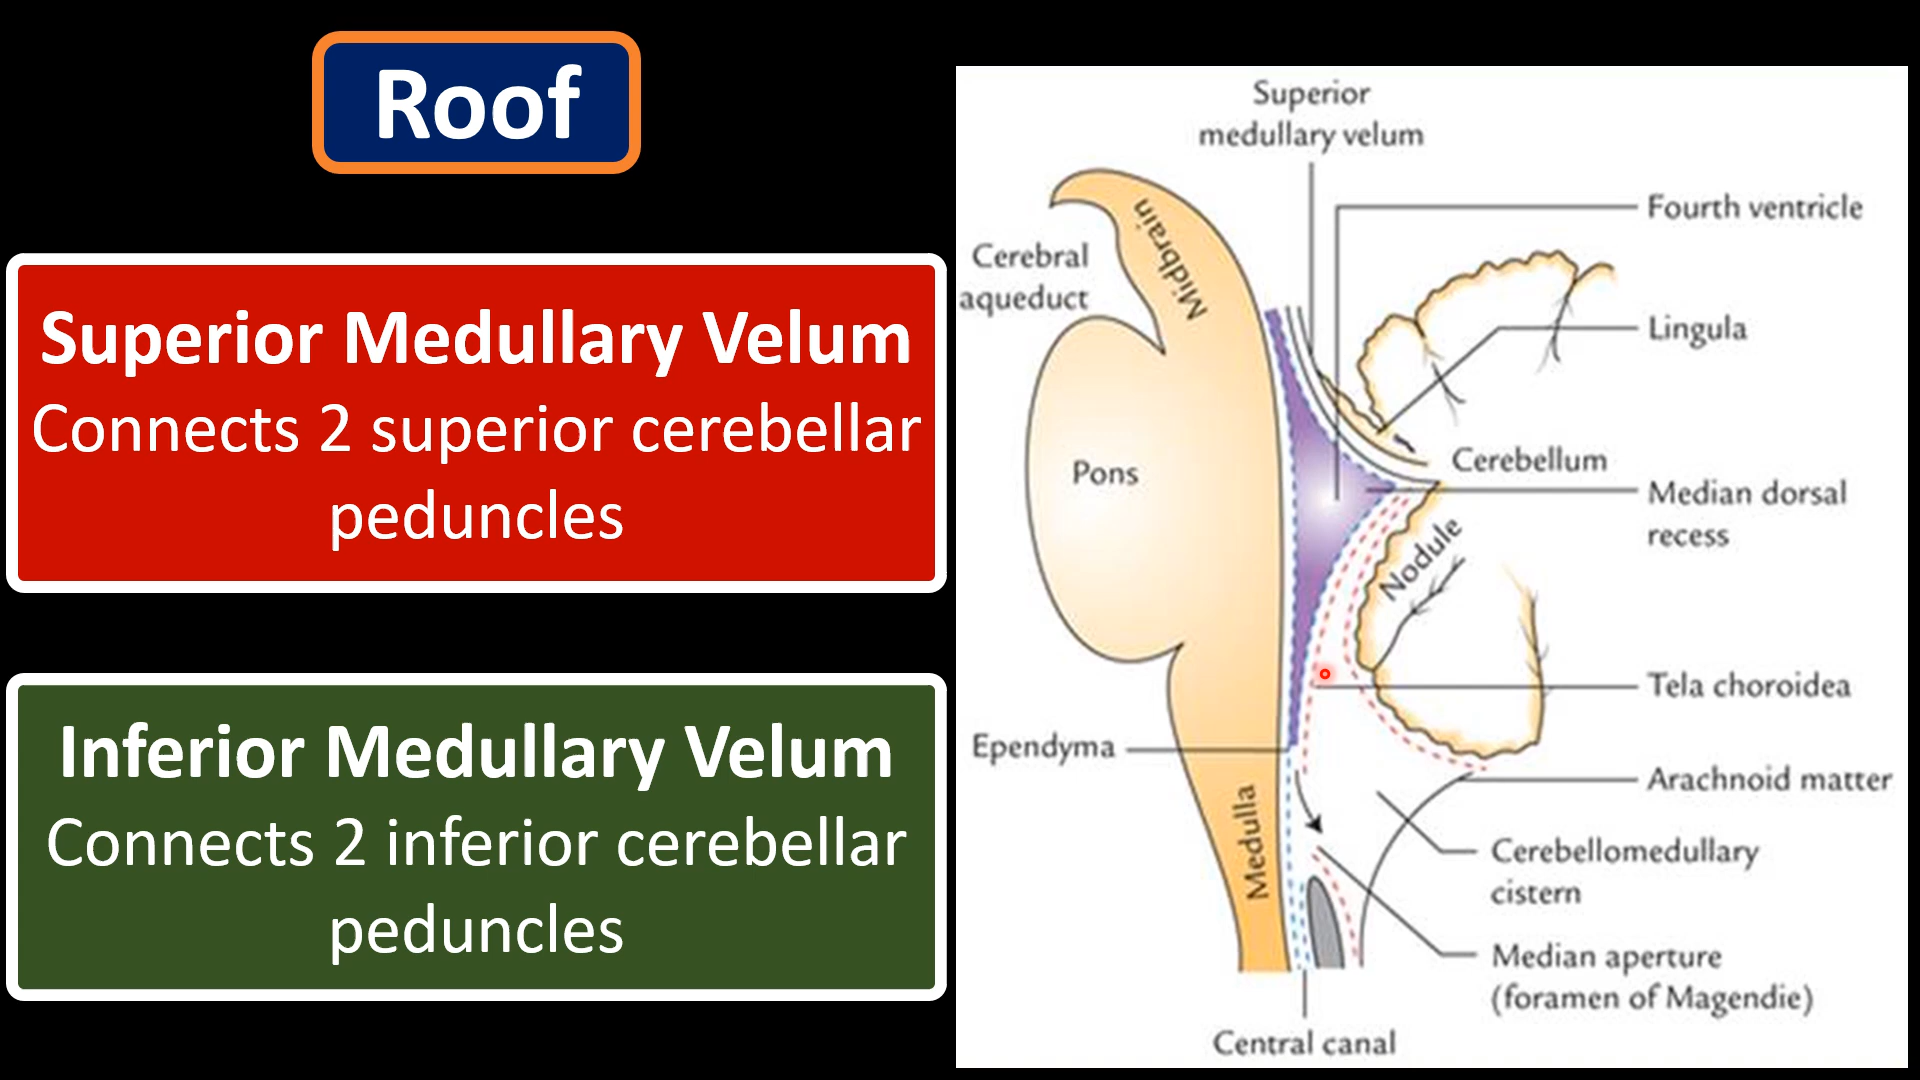 Roof
Superior Medullary Velum
Connects 2 superior cerebellar
peduncles
Inferior Medullary Velum
Connects 2 inferior cerebellar
peduncles
Superior
medullary velum
Fourth ventricle
Midbrain
Cerebral
aqueduct
Lingula
Cerebellum
Pons
Median dorsal
recess
Nodule
Tela choroidea
Ependyma
Arachnoid matter
Medulla
Cerebellomedullary
cistern
Median aperture
(foramen of Magendie)
Central canal